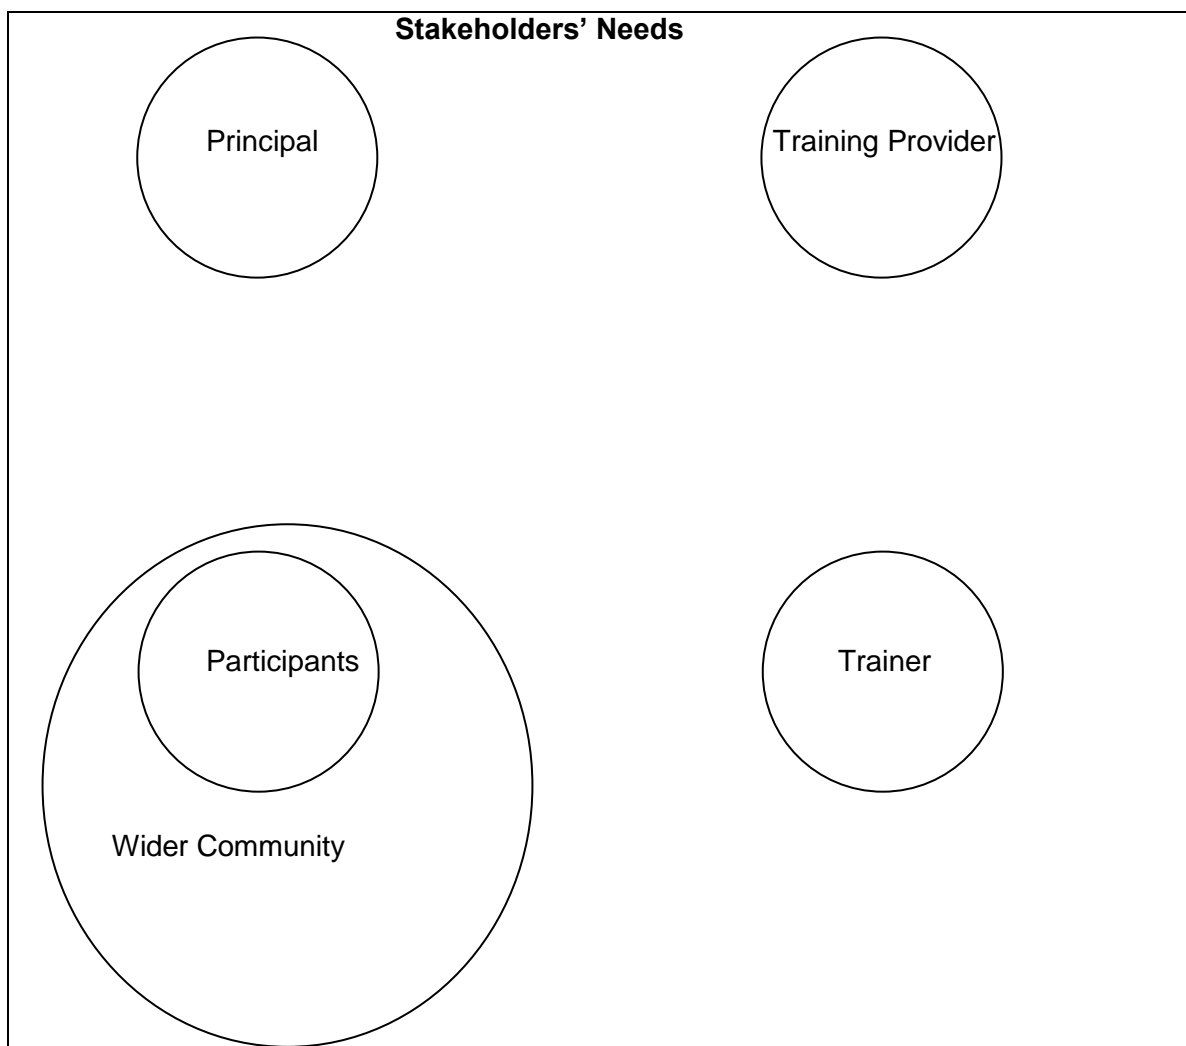 Stakeholders’ Needs
Principal
Training Provider
Participants
Trainer
Wider Community